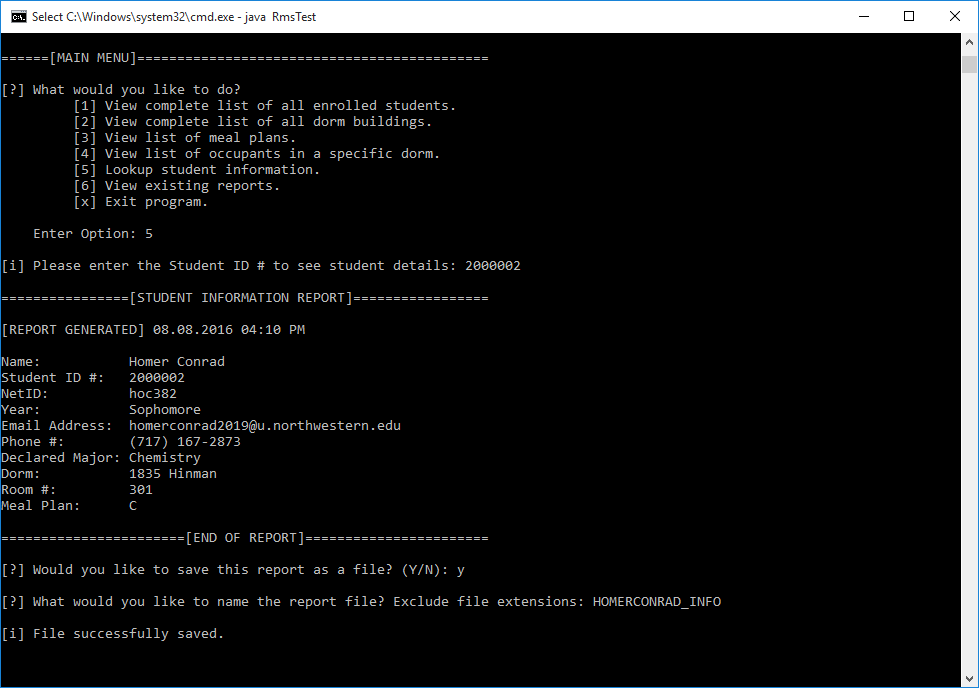 Select C:\Windows\system32\cmd.exe - java  RmsTest
======[MAIN MENU]============================================
[?] What would you like to do?
[1] View complete list of all enrolled students.
[2] View complete list of all dorm buildings.
[3] View list of meal plans.
[4] View list of occupants in a specific dorm.
[5] Lookup student information.
[6] View existing reports.
[x] Exit program.
Enter Option: 5
[i] Please enter the Student ID # to see student details: 2000002
================[STUDENT INFORMATION REPORT]=================
[REPORT GENERATED] 08.08.2016 04:10 PM
Name:           Homer Conrad
Student ID #:   2000002
NetID:          hoc382
Year:           Sophomore
Email Address:  homerconrad2019@u.northwestern.edu
Phone #:        (717) 167-2873
Declared Major: Chemistry
Dorm:           1835 Hinman
Room #:         301
Meal Plan:      C
=======================[END OF REPORT]=======================
[?] Would you like to save this report as a file? (Y/N): y
[?] What would you like to name the report file? Exclude file extensions: HOMERCONRAD_INFO
[i] File successfully saved.